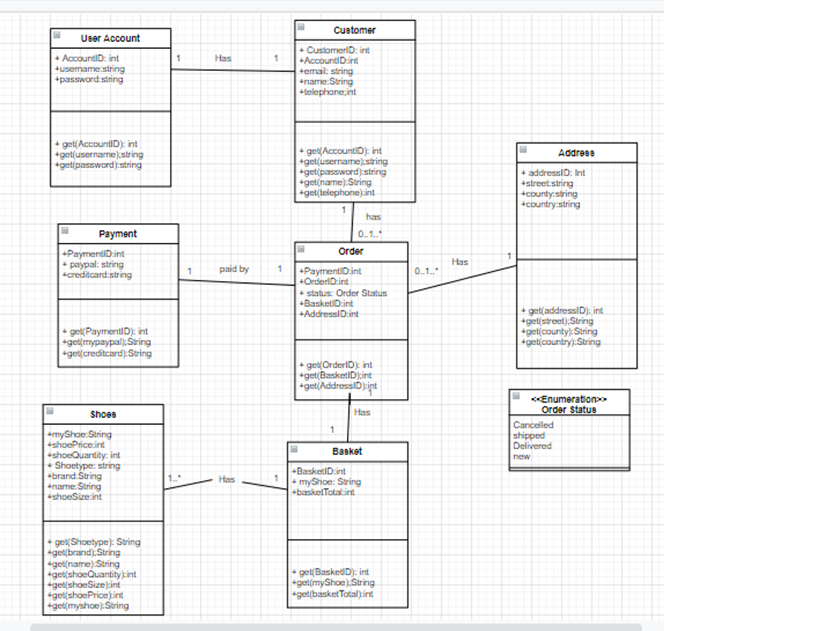 User Account
+ AccountID: int
+username:string
+password:string
+ get(AccountID): int
+get(username);string
+get(password):string
1
Has
1
Customer
+ CustomerID: int
+AccountID:int
+email: string
+name:String
+telephone;int
+ get(AccountID): int
+get(username);string
+get(password):string
+get(name):String
+get(telephone):int
1
has
0..1..*
Address
+ addressID: Int
+street:string
+county:string
+country:string
+ get(addressID): int
+get(street);String
+get(county):String
+get(country):String
Payment
+PaymentID:int
+ paypal: string
+creditcard:string
+ get(PaymentID): int
+get(mypaypal);String
+get(creditcard):String
1
paid by
1
Order
+PaymentID:int
+OrderID:int
+ status: Order Status
+BasketID:int
+AddressID:int
+ get(OrderID): int
+get(BasketID);int
+get(AddressID):int
0..1..*
Has
1
1
Has
1
<<Enumeration>>
Order Status
Cancelled
shipped
Delivered
new
Shoes
+myShoe:String
+shoePrice:int
+shoeQuantity: int
+ Shoetype: string
+brand:String
+name:String
+shoeSize:int
+ get(Shoetype): String
+get(brand);String
+get(name):String
+get(shoeQuantity):int
+get(shoeSize):int
+get(shoePrice):int
+get(myshoe):String
1..*
Has
1
Basket
+BasketID:int
+ myShoe: String
+basketTotal:int
+ get(BasketID): int
+get(myShoe);String
+get(basketTotal):int